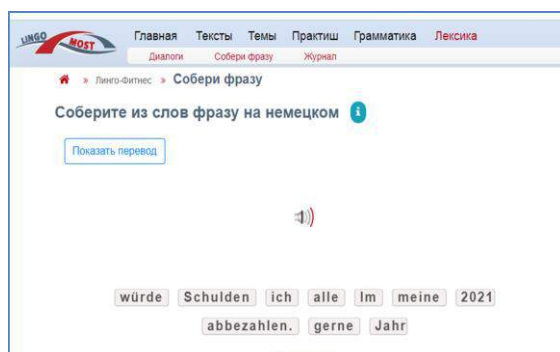 LINGO MOST
Главная Тексты Темы Практиш Грамматика Лексика
Диалоги Собери фразу Журнал
» Линго-Фитнес » Собери фразу
Соберите из слов фразу на немецком i
Показать перевод
würde Schulden ich alle Im meine 2021
abbezahlen. gerne Jahr